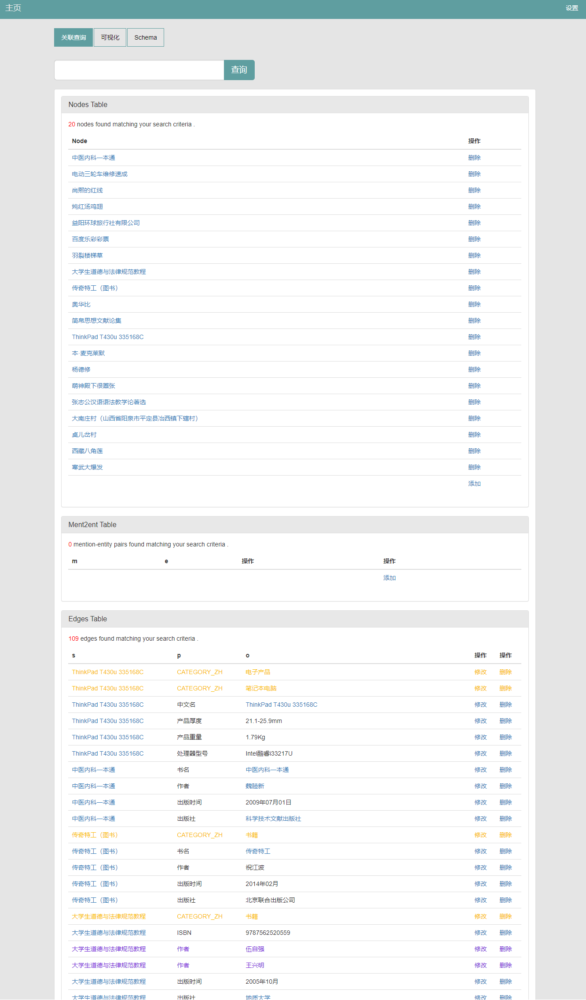 主页 设置
关联查询 可视化 Schema
查询
Nodes Table
20 nodes found matching your search criteria .
Node 操作
中医内科一本通 删除
电动三轮车维修速成 删除
尚熙的红线 删除
炖红汤鸡翅 删除
益阳环球旅行社有限公司 删除
百度乐彩彩票 删除
羽裂楼梯草 删除
大学生道德与法律规范教程 删除
传奇特工（图书） 删除
奥华比 删除
简帛思想文献论集 删除
ThinkPad T430u 335168C 删除
本·麦克莱默 删除
杨德修 删除
萌神殿下很嚣张 删除
张志公汉语语法教学论著选 删除
大南庄村（山西省阳泉市平定县冶西镇下辖村） 删除
桌儿岔村 删除
西藏八角莲 删除
寒武大爆发 删除
添加
Ment2ent Table
0 mention-entity pairs found matching your search criteria .
m e 操作 操作
添加
Edges Table
109 edges found matching your search criteria .
s p o 操作 操作
ThinkPad T430u 335168C CATEGORY_ZH 电子产品 修改 删除
ThinkPad T430u 335168C CATEGORY_ZH 笔记本电脑 修改 删除
ThinkPad T430u 335168C 中文名 ThinkPad T430u 335168C 修改 删除
ThinkPad T430u 335168C 产品厚度 21.1-25.9mm 修改 删除
ThinkPad T430u 335168C 产品重量 1.79Kg 修改 删除
ThinkPad T430u 335168C 处理器型号 Intel酷睿i33217U 修改 删除
中医内科一本通 书名 中医内科一本通 修改 删除
中医内科一本通 作者 魏睦新 修改 删除
中医内科一本通 出版时间 2009年07月01日 修改 删除
中医内科一本通 出版社 科学技术文献出版社 修改 删除
传奇特工（图书） CATEGORY_ZH 书籍 修改 删除
传奇特工（图书） 书名 传奇特工 修改 删除
传奇特工（图书） 作者 祝江波 修改 删除
传奇特工（图书） 出版时间 2014年02月 修改 删除
传奇特工（图书） 出版社 北京联合出版公司 修改 删除
大学生道德与法律规范教程 CATEGORY_ZH 书籍 修改 删除
大学生道德与法律规范教程 ISBN 9787562520559 修改 删除
大学生道德与法律规范教程 作者 伍自强 修改 删除
大学生道德与法律规范教程 作者 王兴明 修改 删除
大学生道德与法律规范教程 出版时间 2005年10月 修改 删除
大学生道德与法律规范教程 出版社 地质大学 修改 删除